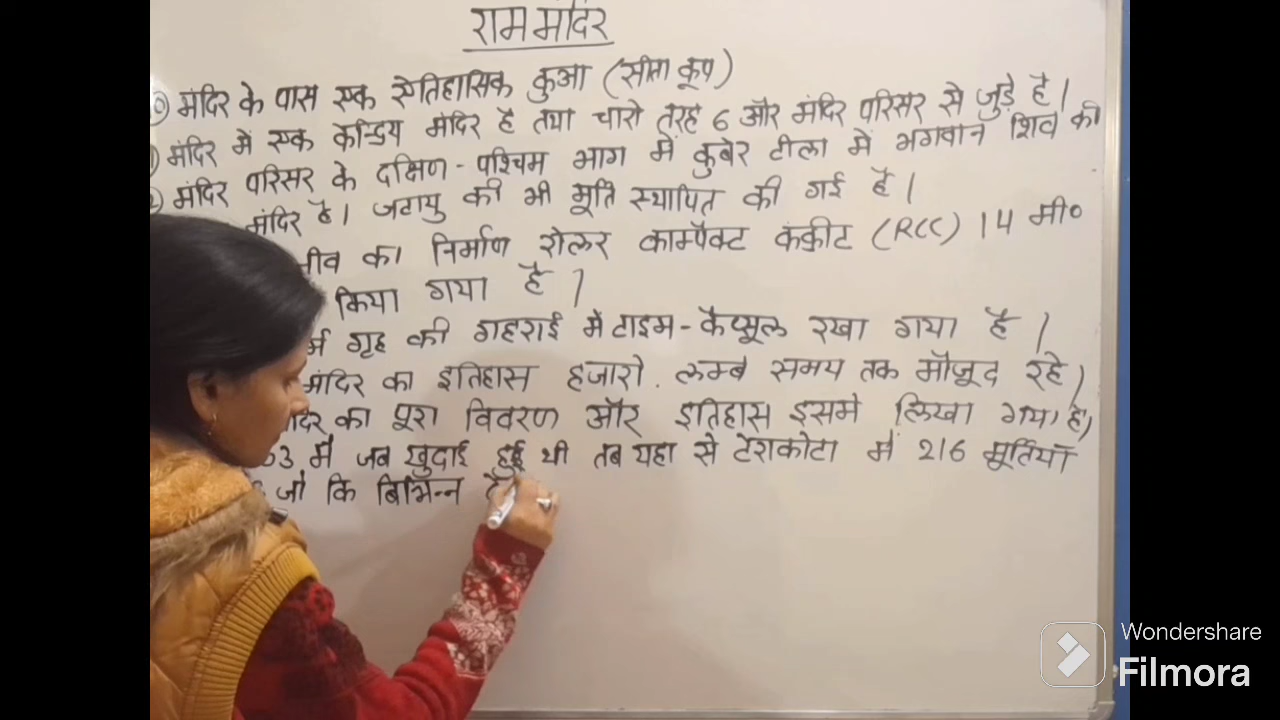 राम मंदिर
मंदिर के पास एक ऐतिहासिक कुआ (सीता कूप)
मंदिर में एक केन्द्रिय मंदिर है तथा चारो तरह 6 और मंदिर परिसर से जुड़े है।
मंदिर परिसर के दक्षिण - पश्चिम भाग में कुबेर टीला में भगवान शिव की
मंदिर है। जटायु की भी मूर्ति स्थापित की गई है।
का निर्माण रोलर काम्पैक्ट कंक्रीट (RCC) 14 मी०
किया गया है।
गृह की गहराई में टाइम - कैप्सूल रखा गया है।
मंदिर का इतिहास हजारो. लम्बे समय तक मौजूद रहे,
का पूरा विवरण और इतिहास इसमे लिखा गया है,
03 में जब खुदाई हुई थी तब यहा से टेराकोटा में 216 मूर्तियाँ
जो कि बिभिन्न
Wondershare
Filmora